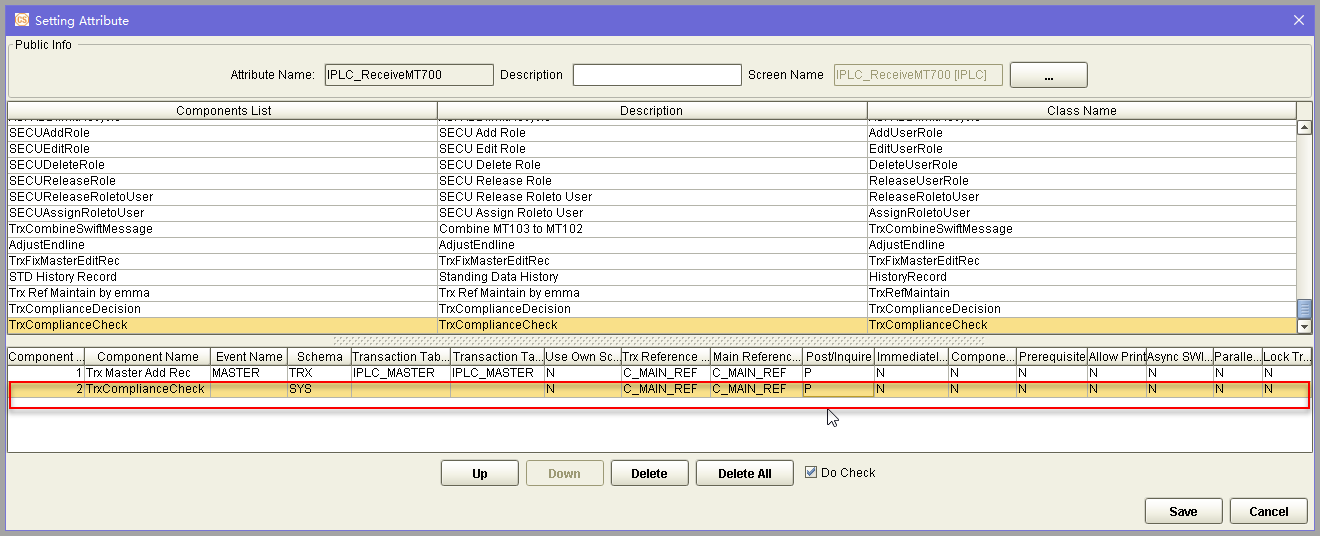 CS Setting Attribute
Public Info
Attribute Name: IPLC_ReceiveMT700 Description Screen Name IPLC_ReceiveMT700 [IPLC] ...
Components List Description Class Name
SECUAddRole SECU Add Role AddUserRole
SECUEditRole SECU Edit Role EditUserRole
SECUDeleteRole SECU Delete Role DeleteUserRole
SECUReleaseRole SECU Release Role ReleaseUserRole
SECUReleaseRoletoUser SECU Release Roleto User ReleaseRoletoUser
SECUAssignRoletoUser SECU Assign Roleto User AssignRoletoUser
TrxCombineSwiftMessage Combine MT103 to MT102 TrxCombineSwiftMessage
AdjustEndline AdjustEndline AdjustEndline
TrxFixMasterEditRec TrxFixMasterEditRec TrxFixMasterEditRec
STD History Record Standing Data History HistoryRecord
Trx Ref Maintain by emma Trx Ref Maintain by emma TrxRefMaintain
TrxComplianceDecision TrxComplianceDecision TrxComplianceDecision
TrxComplianceCheck TrxComplianceCheck TrxComplianceCheck
Component ... Component Name Event Name Schema Transaction Tab... Transaction Ta... Use Own Sc... Trx Reference ... Main Referenc... Post/Inquire Immediatel... Compone... Prerequisite Allow Print Async SWI... Paralle... Lock Tr...
1 Trx Master Add Rec MASTER TRX IPLC_MASTER IPLC_MASTER N C_MAIN_REF C_MAIN_REF P N N N N N N N
2 TrxComplianceCheck SYS N C_MAIN_REF C_MAIN_REF P N N N N N N N
Up Down Delete Delete All Do Check
Save Cancel